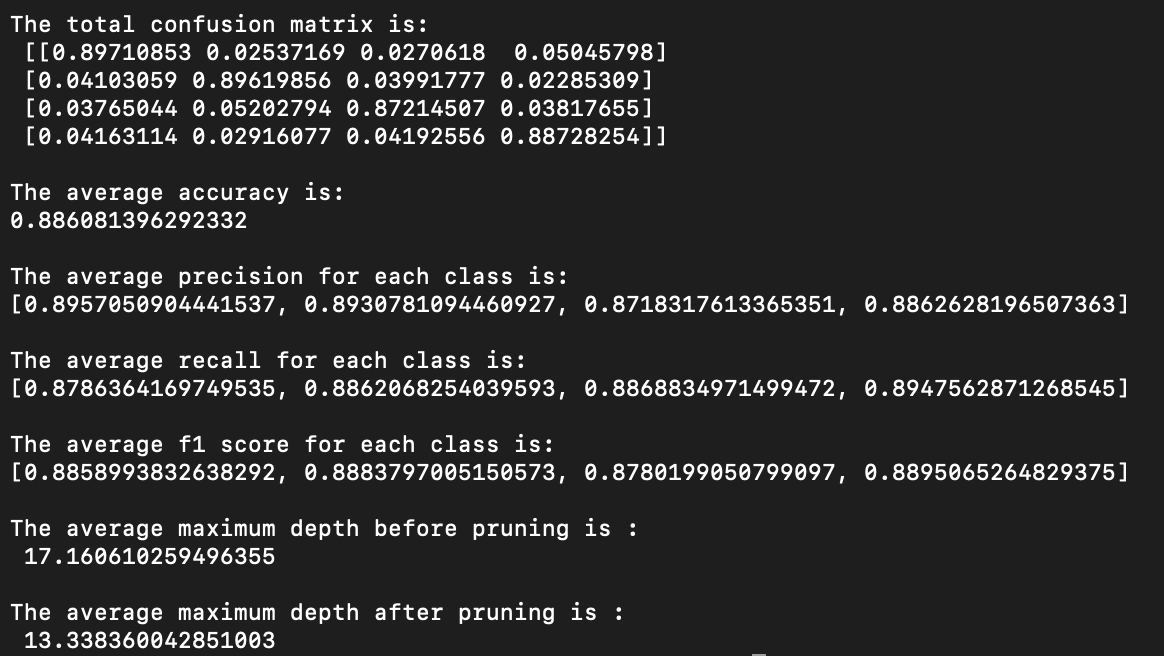 The total confusion matrix is:
[[0.89710853 0.02537169 0.0270618  0.05045798]
[0.04103059 0.89619856 0.03991777 0.02285309]
[0.03765044 0.05202794 0.87214507 0.03817655]
[0.04163114 0.02916077 0.04192556 0.88728254]]
The average accuracy is:
0.886081396292332
The average precision for each class is:
[0.8957050904441537, 0.8930781094460927, 0.8718317613365351, 0.8862628196507363]
The average recall for each class is:
[0.8786364169749535, 0.8862068254039593, 0.8868834971499472, 0.8947562871268545]
The average f1 score for each class is:
[0.8858993832638292, 0.8883797005150573, 0.8780199050799097, 0.8895065264829375]
The average maximum depth before pruning is :
17.160610259496355
The average maximum depth after pruning is :
13.338360042851003